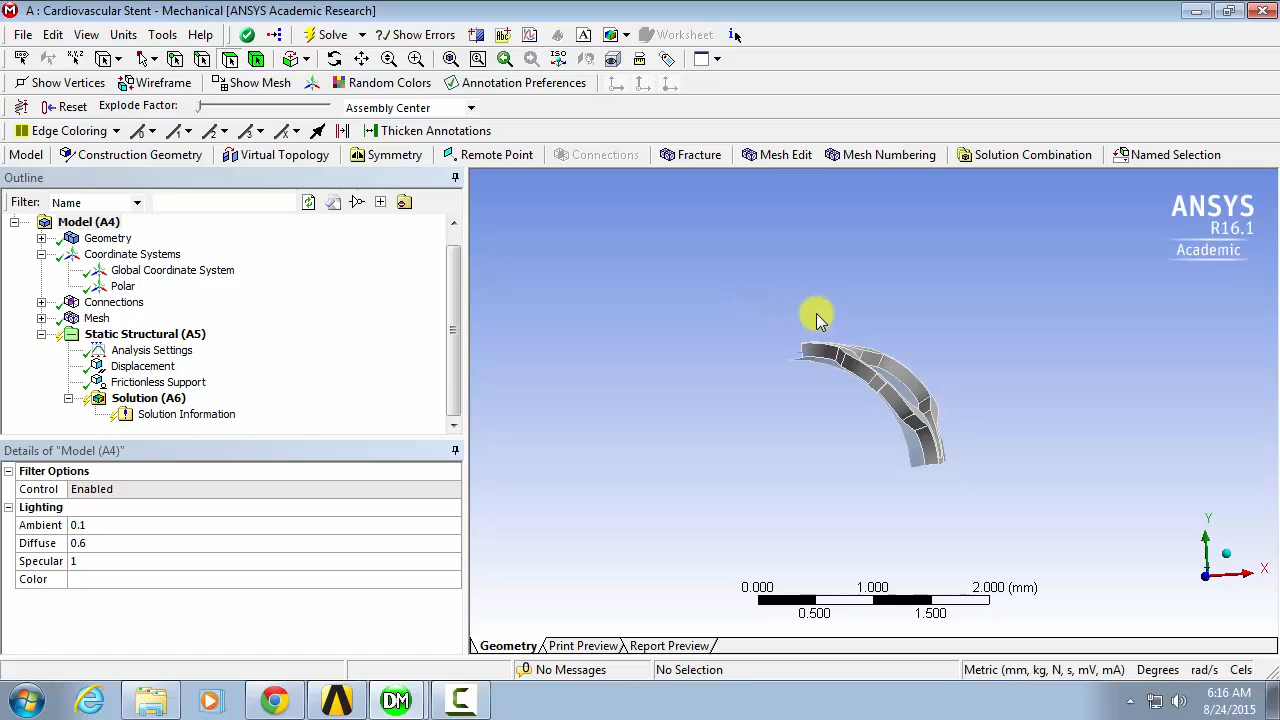 A : Cardiovascular Stent - Mechanical [ANSYS Academic Research]
File Edit View Units Tools Help Solve Show Errors Worksheet
Show Vertices Wireframe Show Mesh Random Colors Annotation Preferences
Reset Explode Factor: Assembly Center
Edge Coloring Thicken Annotations
Model Construction Geometry Virtual Topology Symmetry Remote Point Connections Fracture Mesh Edit Mesh Numbering Solution Combination Named Selection
Outline
Filter: Name
Model (A4)
Geometry
Coordinate Systems
Global Coordinate System
Polar
Connections
Mesh
Static Structural (A5)
Analysis Settings
Displacement
Frictionless Support
Solution (A6)
Solution Information
Details of "Model (A4)"
Filter Options
Control Enabled
Lighting
Ambient 0.1
Diffuse 0.6
Specular 1
Color
ANSYS
R16.1
Academic
Y
X
0.000 1.000 2.000 (mm)
0.500 1.500
Geometry Print Preview Report Preview
0 No Messages No Selection Metric (mm, kg, N, s, mV, mA) Degrees rad/s Cels
DM
6:16 AM
8/24/2015